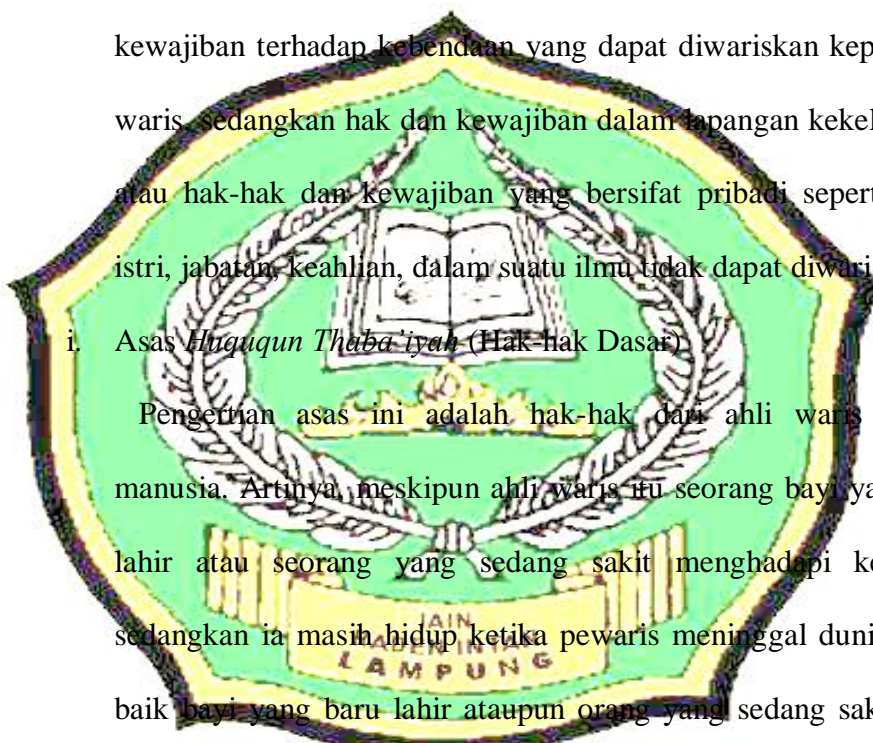 kewajiban terhadap kebendaan yang dapat diwariskan kep
waris, sedangkan hak dan kewajiban dalam lapangan kekel
atau hak-hak dan kewajiban yang bersifat pribadi sepert
istri, jabatan, keahlian, dalam suatu ilmu tidak dapat diwari
i. Asas Huququn Thaba’iyah (Hak-hak Dasar)
Pengertian asas ini adalah hak-hak dari ahli waris
manusia. Artinya, meskipun ahli waris itu seorang bayi ya
lahir atau seorang yang sedang sakit menghadapi ke
sedangkan ia masih hidup ketika pewaris meninggal duni
IAIN
RADEN INTAN
LAMPUNG
baik bayi yang baru lahir ataupun orang yang sedang sak